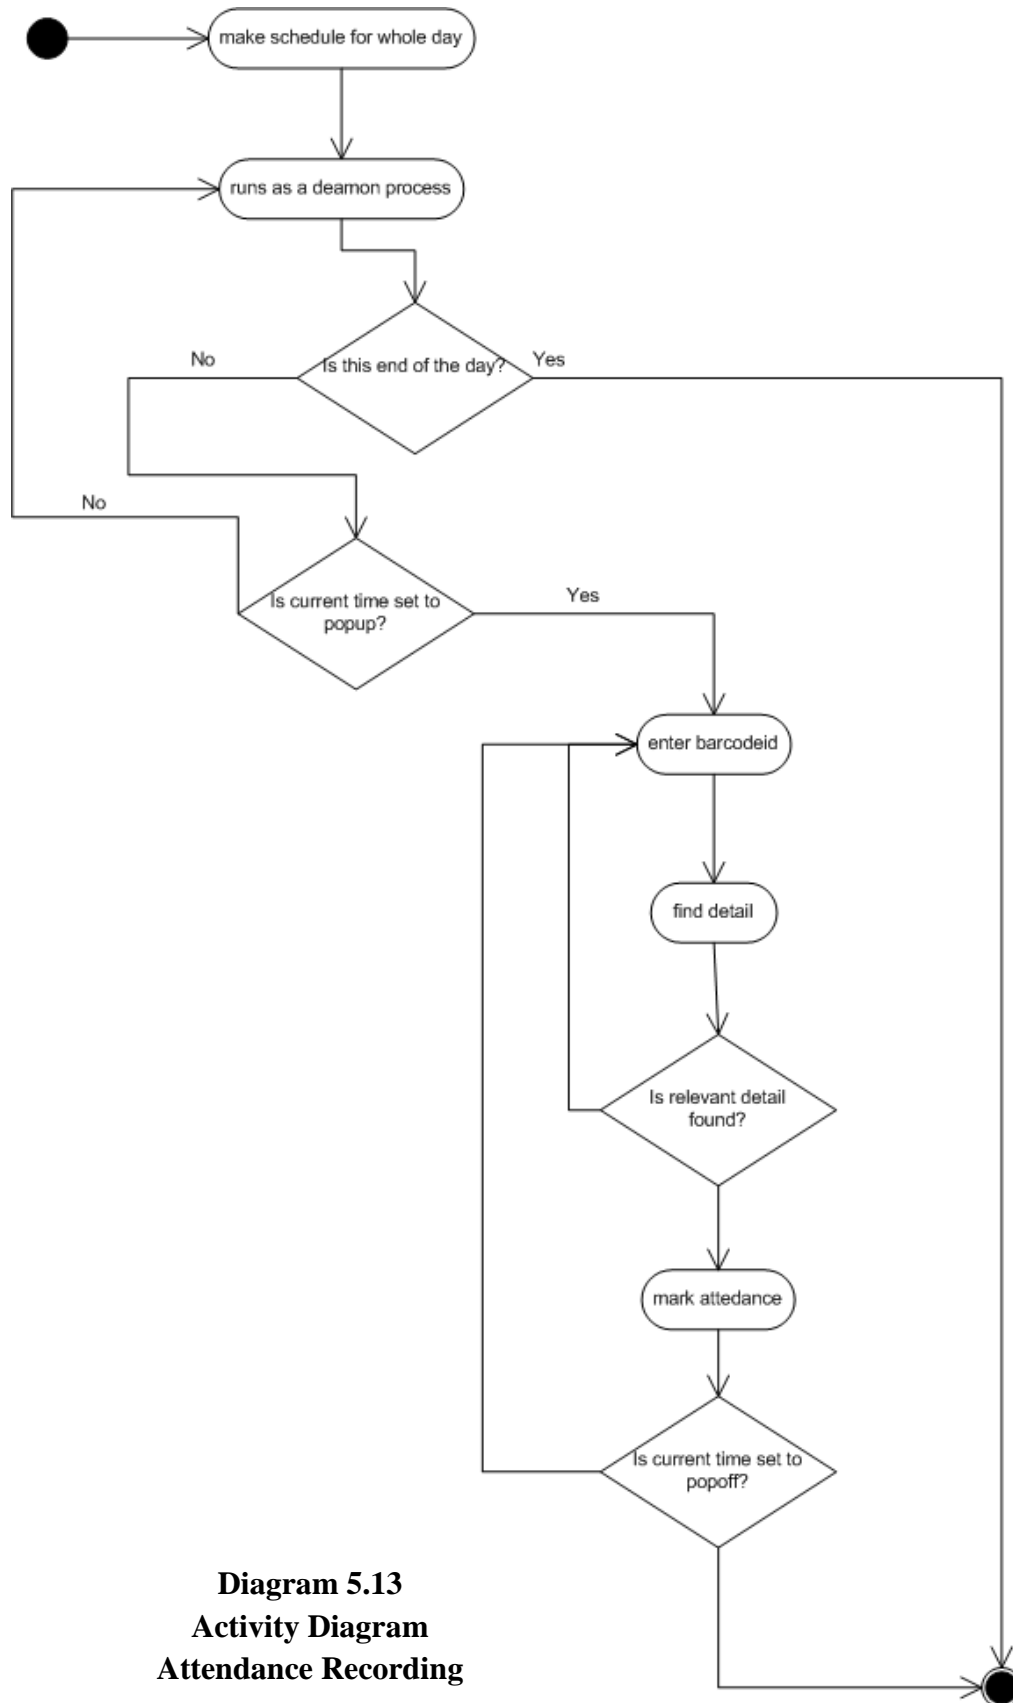 make schedule for whole day
runs as a deamon process
No
Is this end of the day?
Yes
No
Is current time set to
popup?
Yes
enter barcodeid
find detail
Is relevant detail
found?
mark attedance
Is current time set to
popoff?
Diagram 5.13
Activity Diagram
Attendance Recording